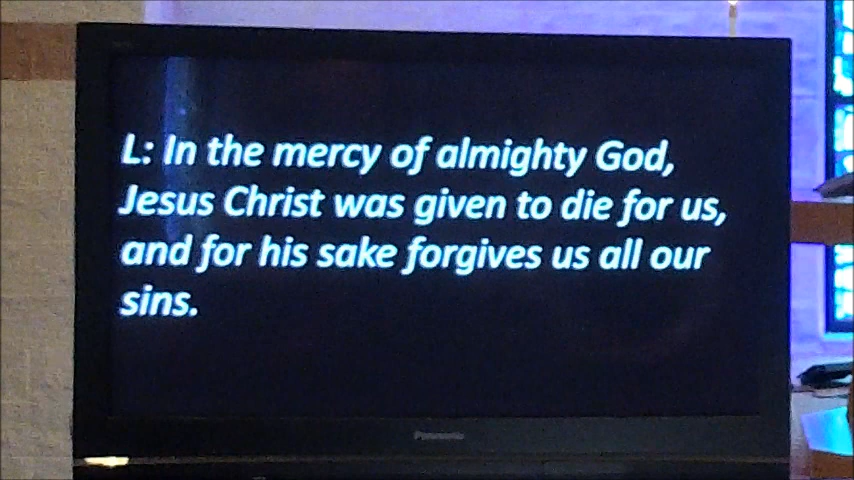 L: In the mercy of almighty God,
Jesus Christ was given to die for us,
and for his sake forgives us all our
sins.
Panasonic